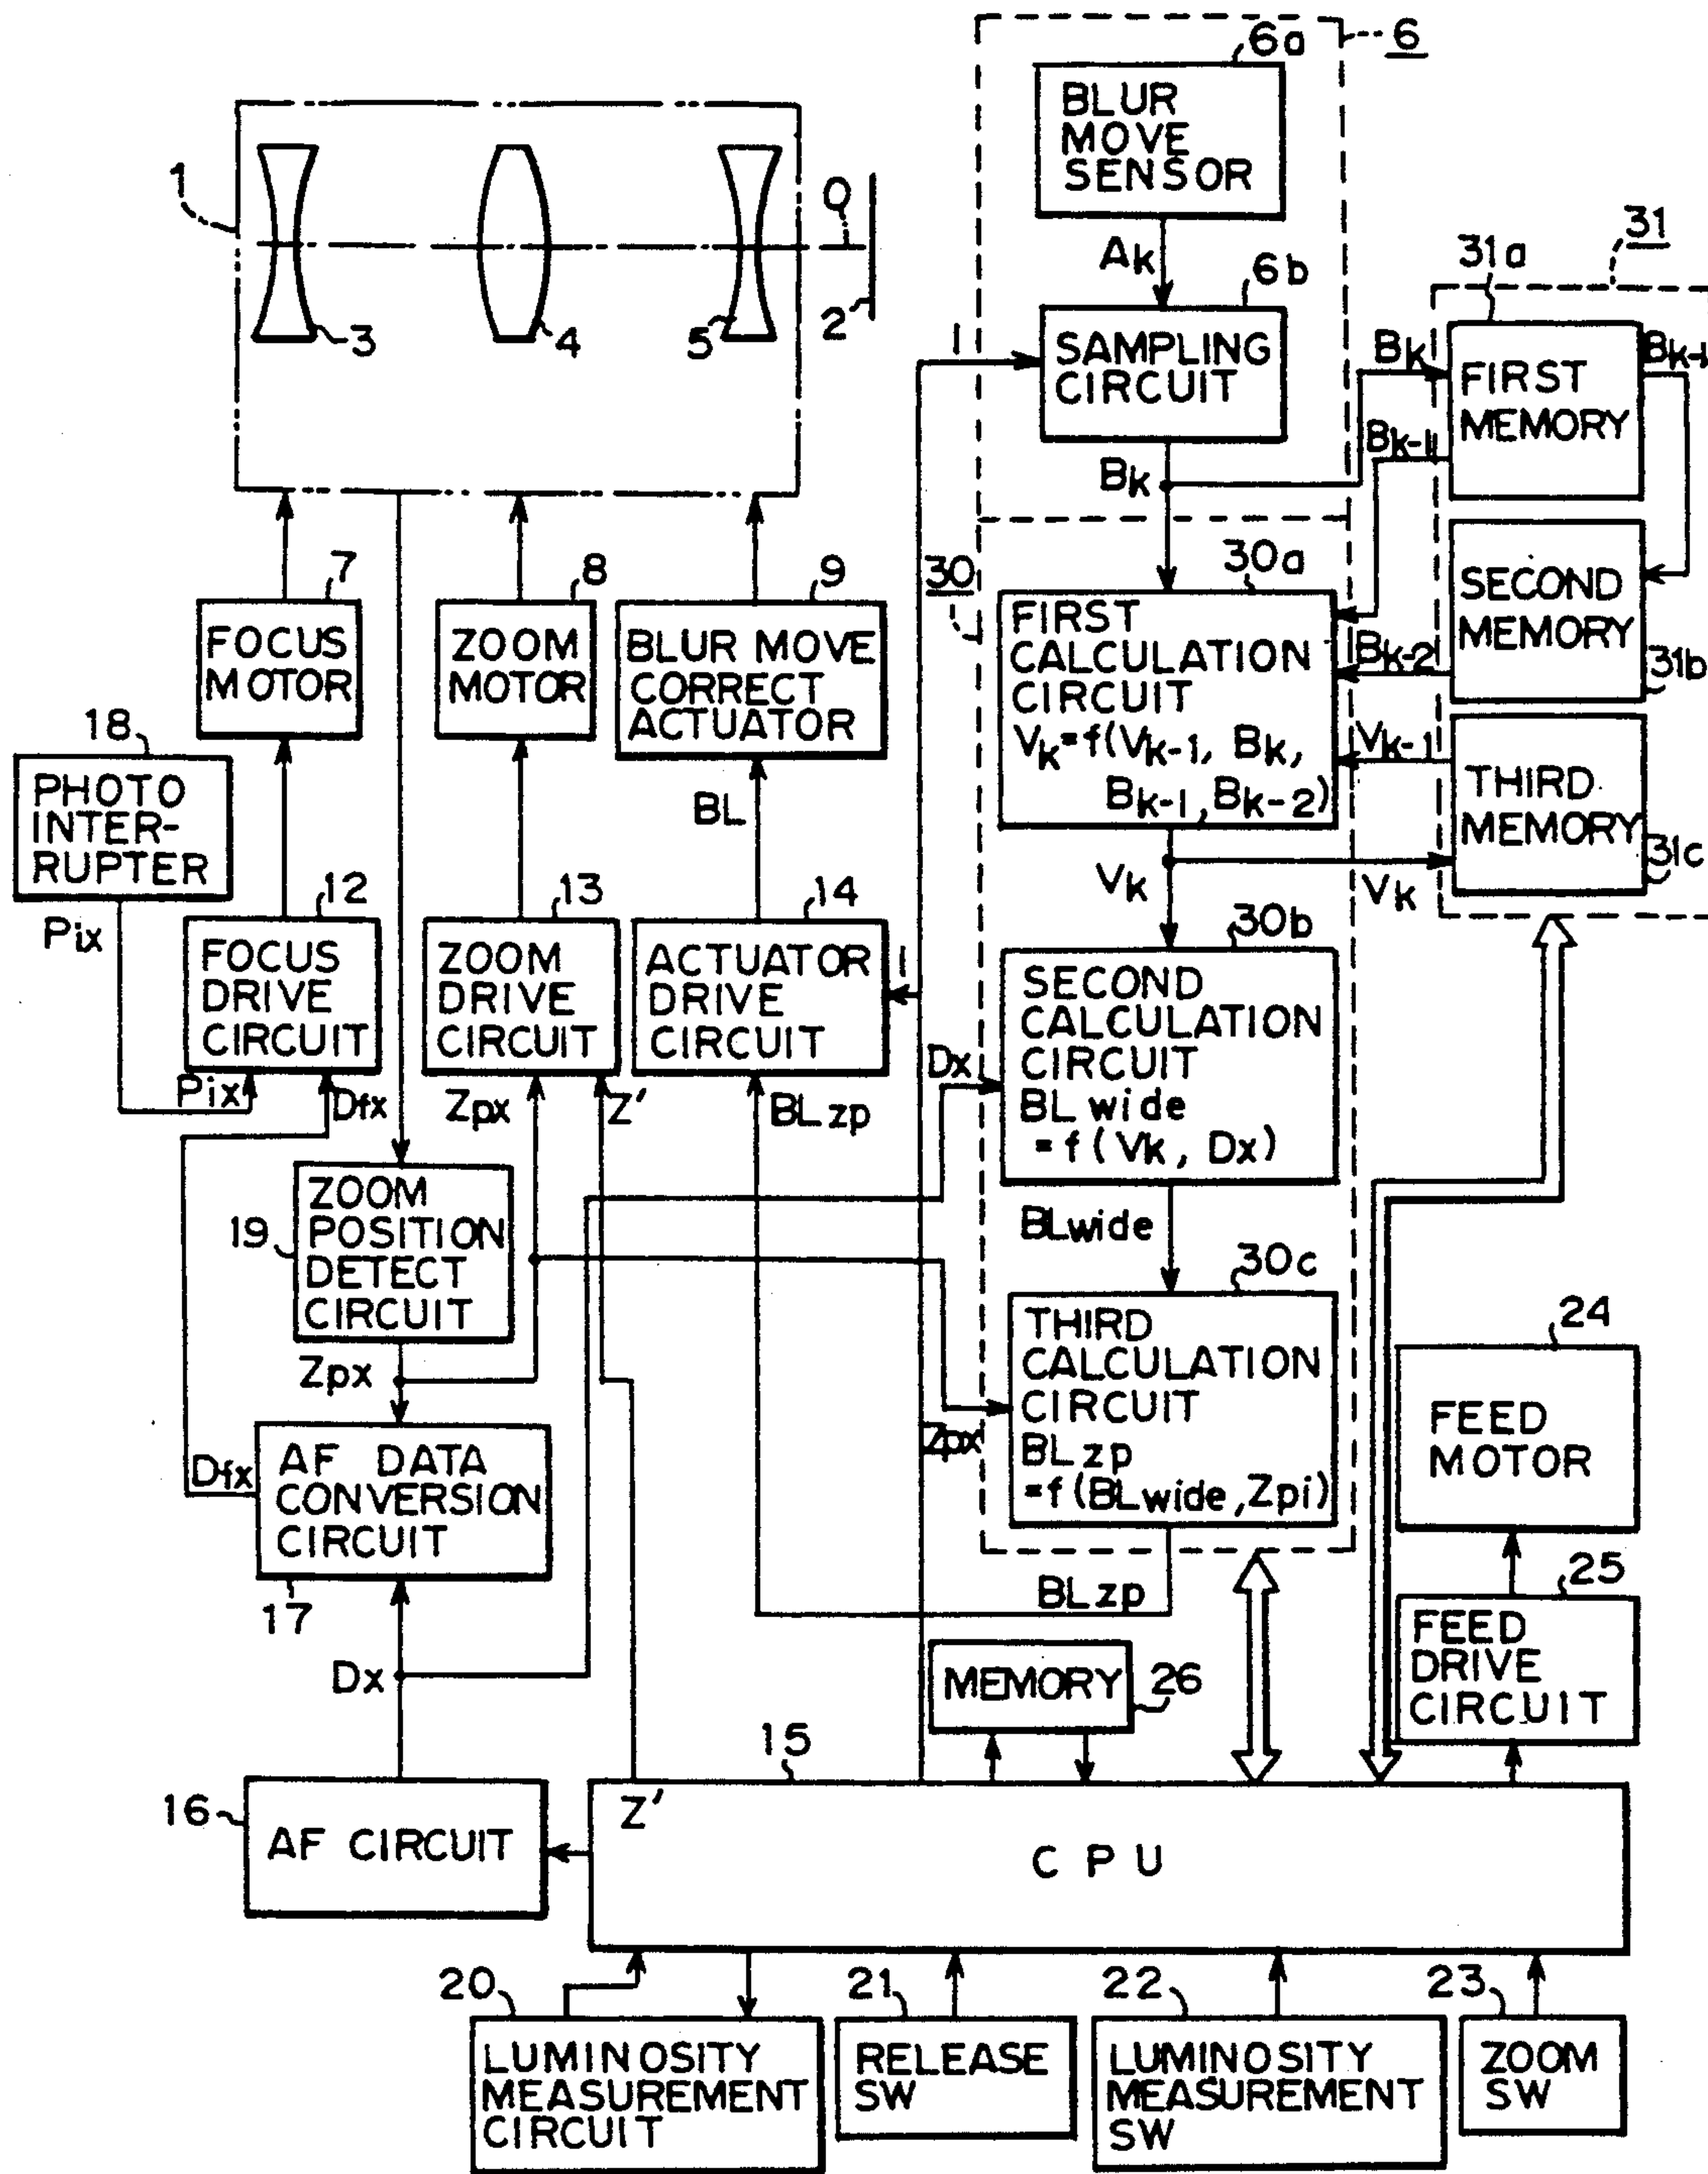 6
6a
BLUR
MOVE
SENSOR
1
O
2
3
4
5
Ak
6b
SAMPLING
CIRCUIT
I
31
31a
Bk
FIRST
MEMORY
Bk-1
Bk-1
Bk
30
30a
FIRST
CALCULATION
CIRCUIT
Vk=f(Vk-1, Bk,
Bk-1, Bk-2)
SECOND
MEMORY
31b
Bk-2
Vk-1
THIRD
MEMORY
31c
Vk
Vk
7
FOCUS
MOTOR
8
ZOOM
MOTOR
9
BLUR MOVE
CORRECT
ACTUATOR
18
PHOTO
INTER-
RUPTER
BL
Pix
12
FOCUS
DRIVE
CIRCUIT
13
ZOOM
DRIVE
CIRCUIT
14
ACTUATOR
DRIVE
CIRCUIT
I
Pix
Dfx
Zpx
Z'
BLzp
30b
SECOND
CALCULATION
CIRCUIT
BLwide
=f(Vk, Dx)
Dx
19
ZOOM
POSITION
DETECT
CIRCUIT
BLwide
30c
THIRD
CALCULATION
CIRCUIT
BLzp
=f(BLwide, Zpi)
Zpx
Zpx
Dfx
AF DATA
CONVERSION
CIRCUIT
17
24
FEED
MOTOR
25
FEED
DRIVE
CIRCUIT
BLzp
Dx
MEMORY
26
15
16
AF CIRCUIT
Z'
CPU
20
LUMINOSITY
MEASUREMENT
CIRCUIT
21
RELEASE
SW
22
LUMINOSITY
MEASUREMENT
SW
23
ZOOM
SW